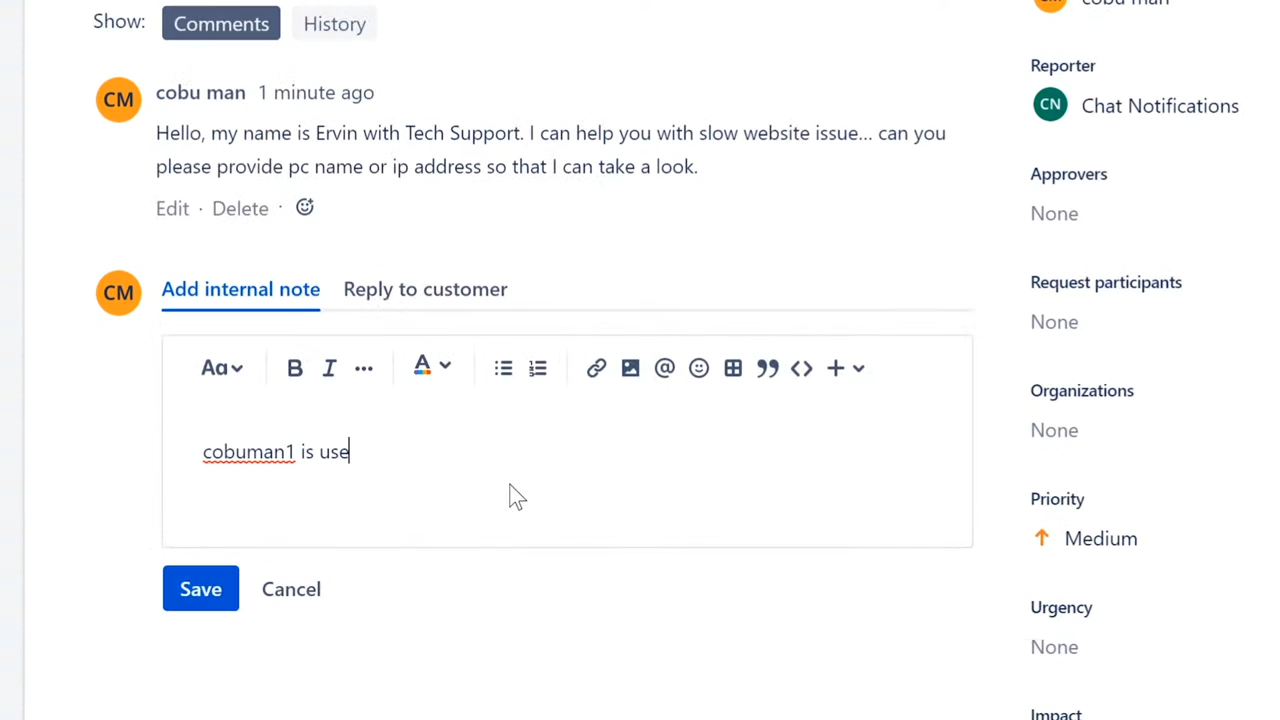 cobu man
Show: Comments History
Reporter
CN Chat Notifications
CM cobu man 1 minute ago
Hello, my name is Ervin with Tech Support. I can help you with slow website issue... can you
please provide pc name or ip address so that I can take a look.
Edit · Delete ·
Approvers
None
CM Add internal note Reply to customer
Request participants
None
Aa B I ... A @ <> +
Organizations
None
cobuman1 is use
Priority
Medium
Save Cancel
Urgency
None
Impact